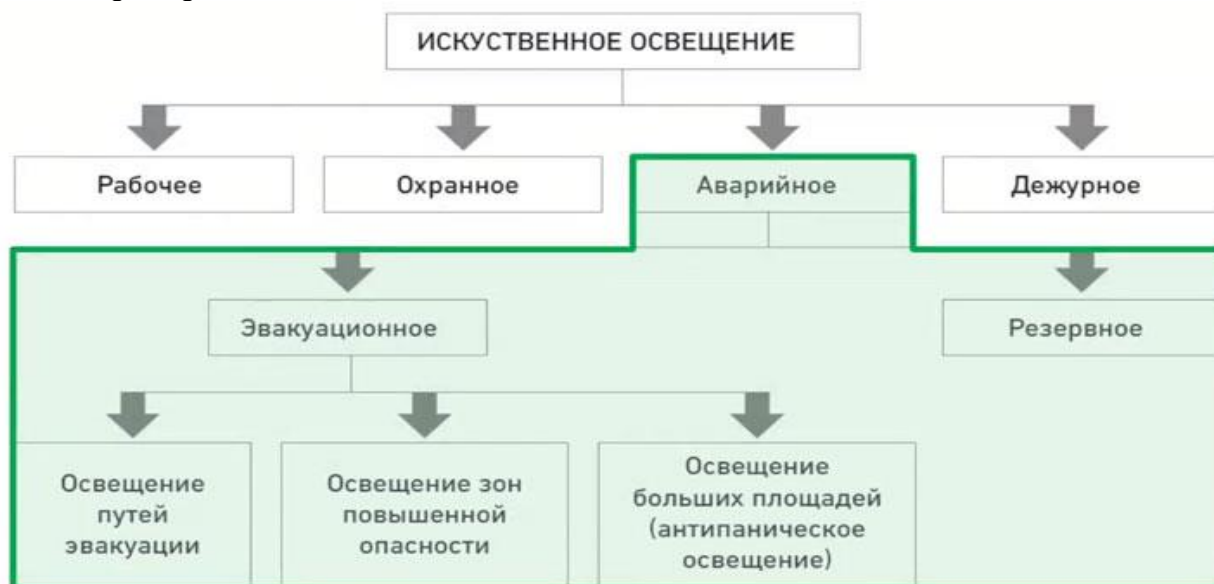 ИСКУСТВЕННОЕ ОСВЕЩЕНИЕ
Рабочее
Охранное
Аварийное
Дежурное
Эвакуационное
Резервное
Освещение
путей
эвакуации
Освещение зон
повышенной
опасности
Освещение
больших площадей
(антипаническое
освещение)